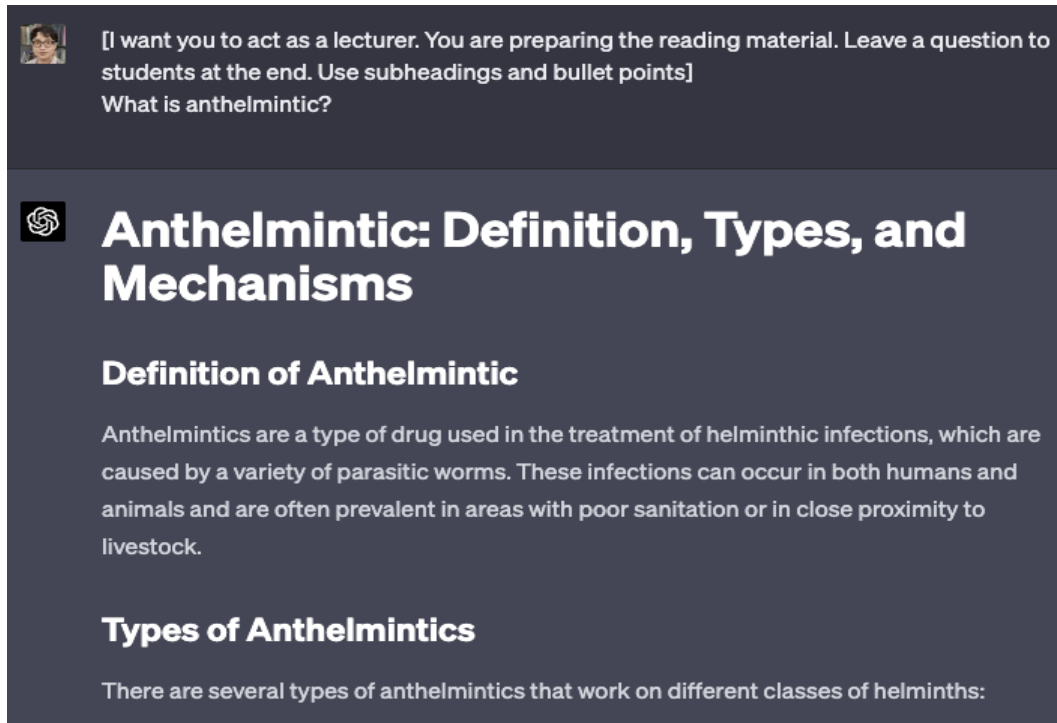 [I want you to act as a lecturer. You are preparing the reading material. Leave a question to
students at the end. Use subheadings and bullet points]
What is anthelmintic?
Anthelmintic: Definition, Types, and
Mechanisms
Definition of Anthelmintic
Anthelmintics are a type of drug used in the treatment of helminthic infections, which are
caused by a variety of parasitic worms. These infections can occur in both humans and
animals and are often prevalent in areas with poor sanitation or in close proximity to
livestock.
Types of Anthelmintics
There are several types of anthelmintics that work on different classes of helminths: